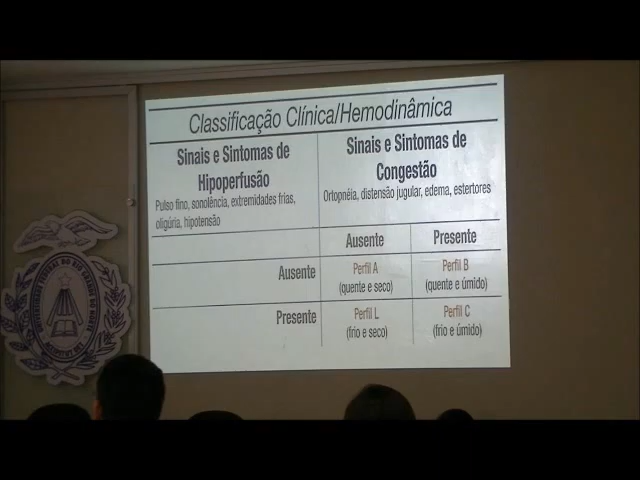 Classificação Clínica/Hemodinâmica
Sinais e Sintomas de
Hipoperfusão
Pulso fino, sonolência, extremidades frias,
oligúria, hipotensão
Sinais e Sintomas de
Congestão
Ortopnéia, distensão jugular, edema, estertores
Ausente Presente
Ausente Perfil A Perfil B
(quente e seco) (quente e úmido)
Presente Perfil L Perfil C
(frio e seco) (frio e úmido)